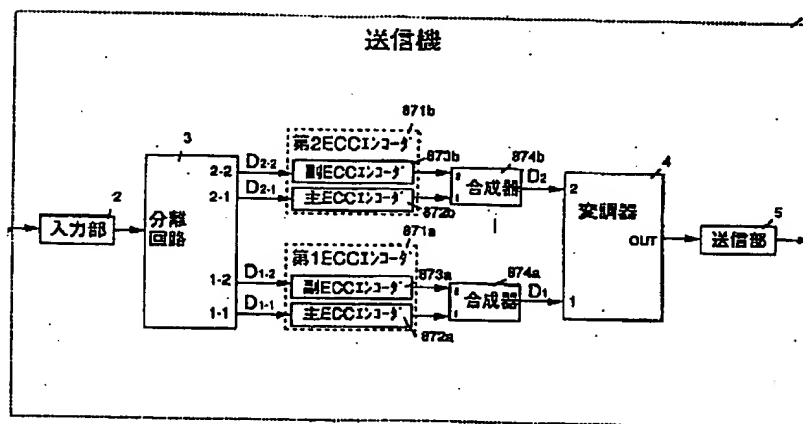 送信機
871b
3
第2ECCエンコーダ
873b
874b
4
2-2
D2-2
副ECCエンコーダ
合成器
D2
2
2-1
D2-1
主ECCエンコーダ
872b
変調器
2
入力部
分離
回路
871a
5
OUT
送信部
第1ECCエンコーダ
873a
874a
1-2
D1-2
副ECCエンコーダ
合成器
D1
1
1-1
D1-1
主ECCエンコーダ
872a